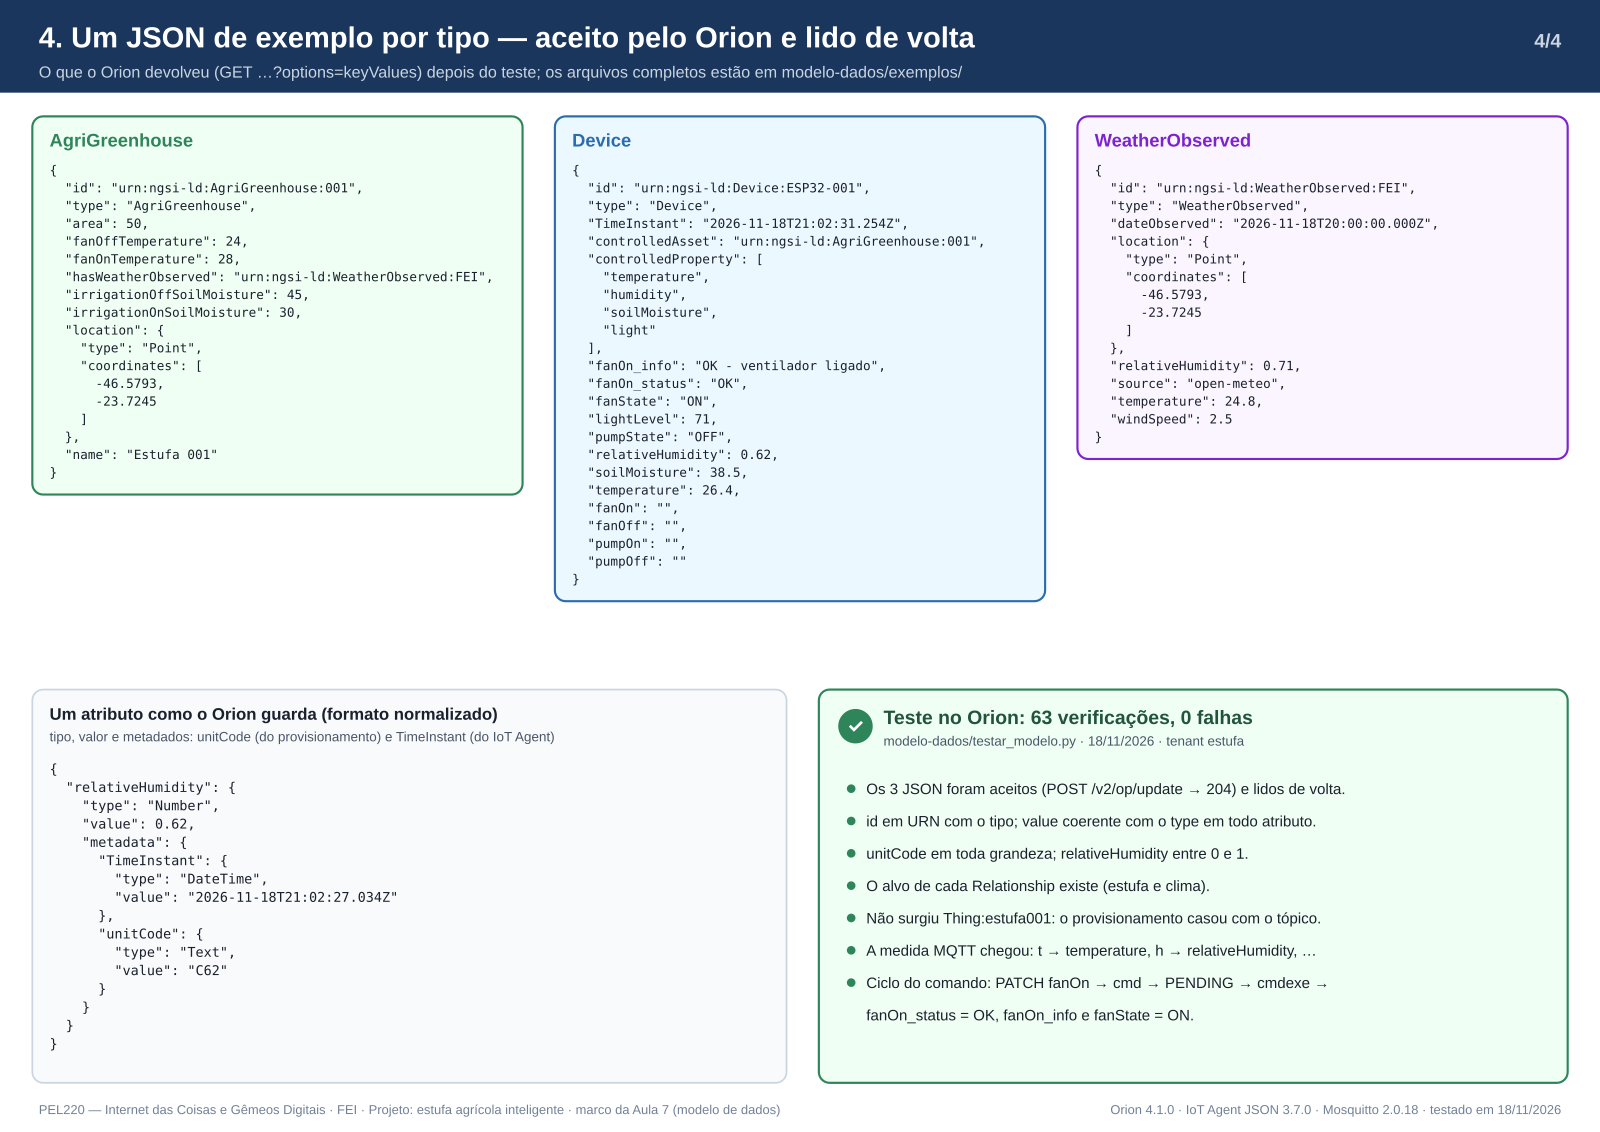 4. Um JSON de exemplo por tipo — aceito pelo Orion e lido de volta
4/4
O que o Orion devolveu (GET …?options=keyValues) depois do teste; os arquivos completos estão em modelo-dados/exemplos/
AgriGreenhouse
{
  "id": "urn:ngsi-ld:AgriGreenhouse:001",
  "type": "AgriGreenhouse",
  "area": 50,
  "fanOffTemperature": 24,
  "fanOnTemperature": 28,
  "hasWeatherObserved": "urn:ngsi-ld:WeatherObserved:FEI",
  "irrigationOffSoilMoisture": 45,
  "irrigationOnSoilMoisture": 30,
  "location": {
    "type": "Point",
    "coordinates": [
      -46.5793,
      -23.7245
    ]
  },
  "name": "Estufa 001"
}
Device
{
  "id": "urn:ngsi-ld:Device:ESP32-001",
  "type": "Device",
  "TimeInstant": "2026-11-18T21:02:31.254Z",
  "controlledAsset": "urn:ngsi-ld:AgriGreenhouse:001",
  "controlledProperty": [
    "temperature",
    "humidity",
    "soilMoisture",
    "light"
  ],
  "fanOn_info": "OK - ventilador ligado",
  "fanOn_status": "OK",
  "fanState": "ON",
  "lightLevel": 71,
  "pumpState": "OFF",
  "relativeHumidity": 0.62,
  "soilMoisture": 38.5,
  "temperature": 26.4,
  "fanOn": "",
  "fanOff": "",
  "pumpOn": "",
  "pumpOff": ""
}
WeatherObserved
{
  "id": "urn:ngsi-ld:WeatherObserved:FEI",
  "type": "WeatherObserved",
  "dateObserved": "2026-11-18T20:00:00.000Z",
  "location": {
    "type": "Point",
    "coordinates": [
      -46.5793,
      -23.7245
    ]
  },
  "relativeHumidity": 0.71,
  "source": "open-meteo",
  "temperature": 24.8,
  "windSpeed": 2.5
}
Um atributo como o Orion guarda (formato normalizado)
tipo, valor e metadados: unitCode (do provisionamento) e TimeInstant (do IoT Agent)
{
  "relativeHumidity": {
    "type": "Number",
    "value": 0.62,
    "metadata": {
      "TimeInstant": {
        "type": "DateTime",
        "value": "2026-11-18T21:02:27.034Z"
      },
      "unitCode": {
        "type": "Text",
        "value": "C62"
      }
    }
  }
}
Teste no Orion: 63 verificações, 0 falhas
modelo-dados/testar_modelo.py · 18/11/2026 · tenant estufa
● Os 3 JSON foram aceitos (POST /v2/op/update → 204) e lidos de volta.
● id em URN com o tipo; value coerente com o type em todo atributo.
● unitCode em toda grandeza; relativeHumidity entre 0 e 1.
● O alvo de cada Relationship existe (estufa e clima).
● Não surgiu Thing:estufa001: o provisionamento casou com o tópico.
● A medida MQTT chegou: t → temperature, h → relativeHumidity, …
● Ciclo do comando: PATCH fanOn → cmd → PENDING → cmdexe →
fanOn_status = OK, fanOn_info e fanState = ON.
PEL220 — Internet das Coisas e Gêmeos Digitais · FEI · Projeto: estufa agrícola inteligente · marco da Aula 7 (modelo de dados)
Orion 4.1.0 · IoT Agent JSON 3.7.0 · Mosquitto 2.0.18 · testado em 18/11/2026